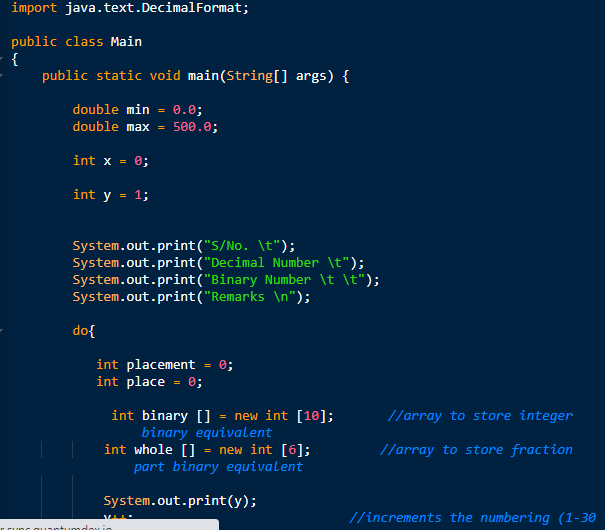 import java.text.DecimalFormat;
public class Main
{
public static void main(String[] args) {
double min = 0.0;
double max = 500.0;
int x = 0;
int y = 1;
System.out.print("S/No. \t");
System.out.print("Decimal Number \t");
System.out.print("Binary Number \t \t");
System.out.print("Remarks \n");
do{
int placement = 0;
int place = 0;
int binary [] = new int [10]; //array to store integer
binary equivalent
int whole [] = new int [6]; //array to store fraction
part binary equivalent
System.out.print(y);
y++; //increments the numbering (1-30